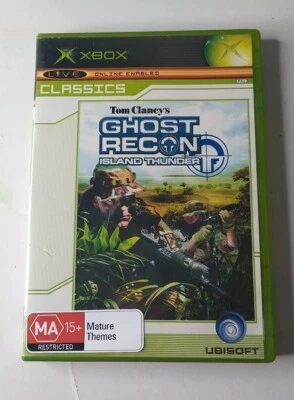 XBOX
LIVE ONLINE ENABLED
CLASSICS
Tom Clancy's
GHOST
RECON
ISLAND THUNDER
MA 15+
RESTRICTED
Mature
Themes
UBISOFT